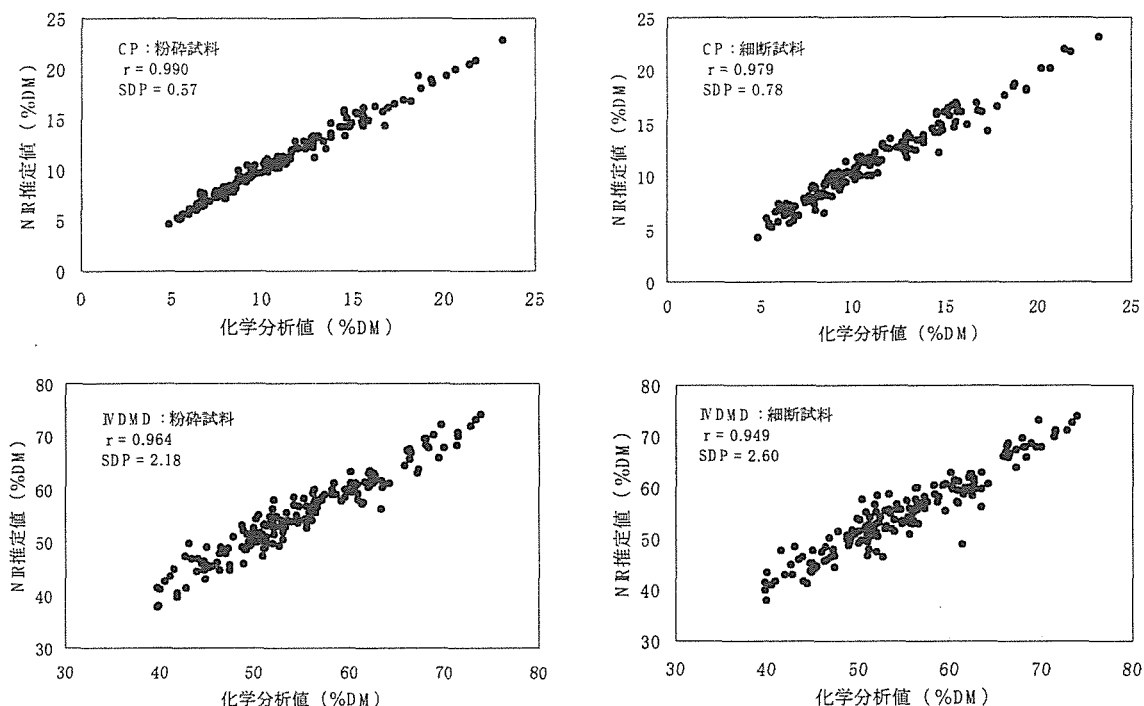 25
20
15
10
5
0
NIR推定値 (%DM)
CP:粉砕試料
r = 0.990
SDP = 0.57
0 5 10 15 20 25
化学分析値 (%DM)
25
20
15
10
5
0
NIR推定値 (%DM)
CP:細断試料
r = 0.979
SDP = 0.78
0 5 10 15 20 25
化学分析値 (%DM)
80
70
60
50
40
30
NIR推定値 (%DM)
IVDMD:粉砕試料
r = 0.964
SDP = 2.18
30 40 50 60 70 80
化学分析値 (%DM)
80
70
60
50
40
30
NIR推定値 (%DM)
IVDMD:細断試料
r = 0.949
SDP = 2.60
30 40 50 60 70 80
化学分析値 (%DM)